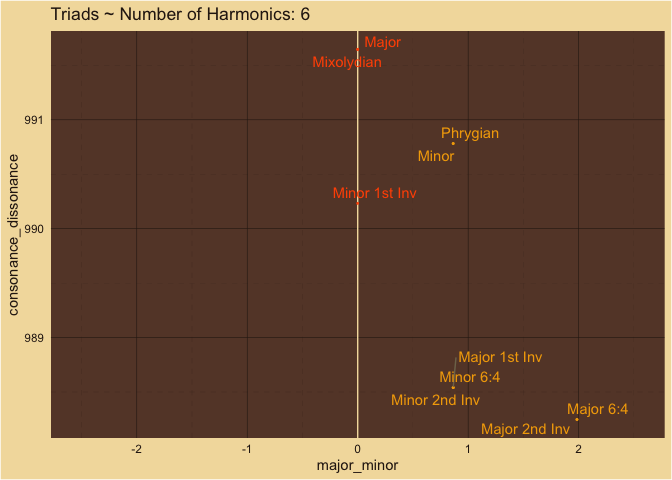 Triads ~ Number of Harmonics: 6
Major
Mixolydian
991
Phrygian
Minor
Minor 1st Inv
990
consonance_dissonance
989
Major 1st Inv
Minor 6:4
Minor 2nd Inv
Major 6:4
Major 2nd Inv
-2 -1 0 1 2
major_minor